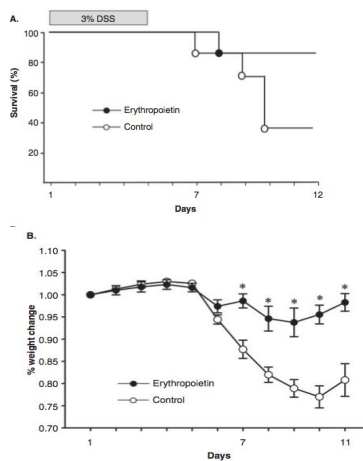 A.
3% DSS
Survival (%)
100
80
60
40
20
Erythropoietin
Control
1
7
12
Days
B.
% weight change
1.10
1.05
1.00
0.95
0.90
0.85
0.80
0.75
0.70
* * * * *
Erythropoietin
Control
1
7
11
Days